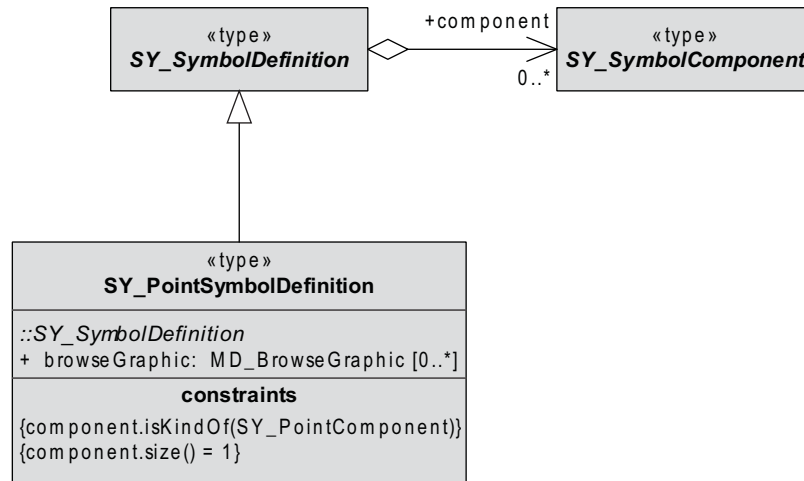 «type»
SY_SymbolDefinition
+component
0..*
«type»
SY_SymbolComponent
«type»
SY_PointSymbolDefinition
::SY_SymbolDefinition
+ browseGraphic: MD_BrowseGraphic [0..*]
constraints
{component.isKindOf(SY_PointComponent)}
{component.size() = 1}